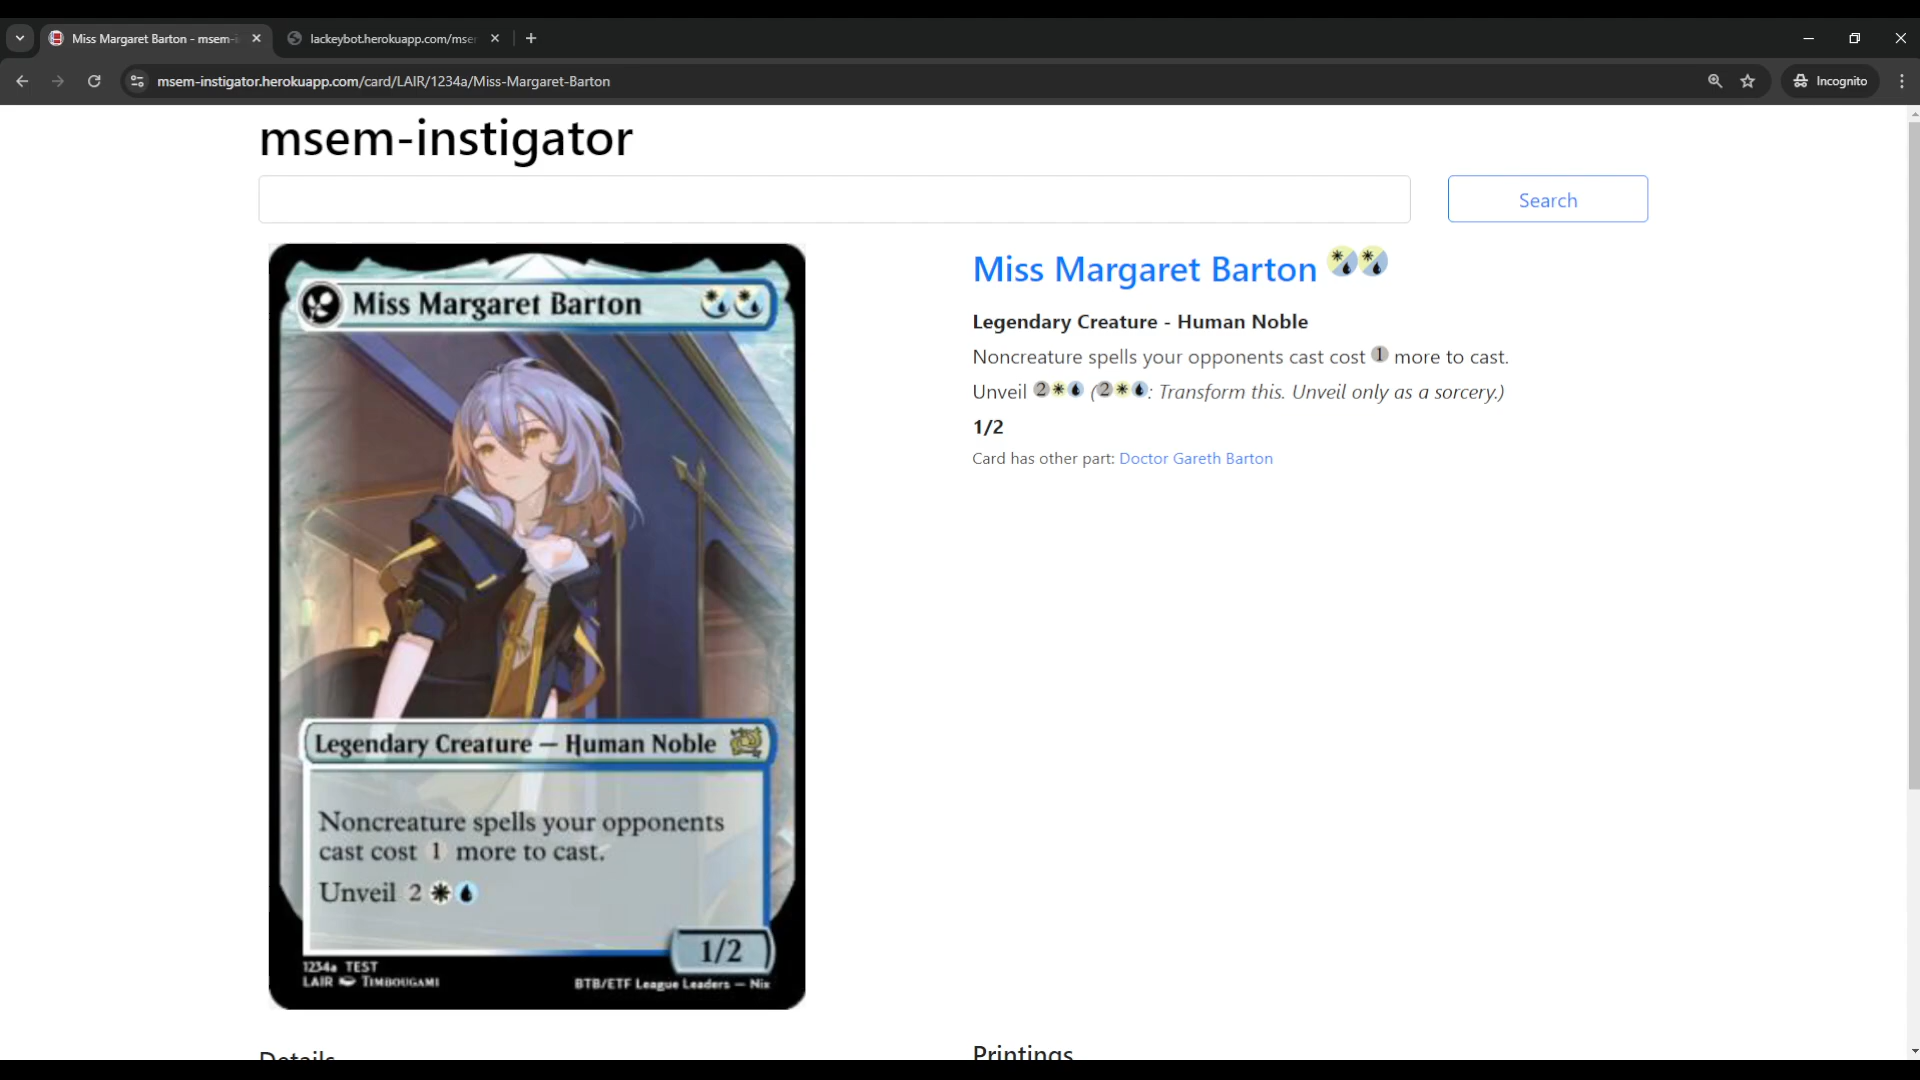 Miss Margaret Barton - msem-i
lackeybot.herokuapp.com/mse
msem-instigator.herokuapp.com/card/LAIR/1234a/Miss-Margaret-Barton
Incognito
msem-instigator
Search
Miss Margaret Barton
Legendary Creature — Human Noble
Noncreature spells your opponents
cast cost 1 more to cast.
Unveil 2
1/2
1234a TEST
LAIR TIMBOUGAMI
BTB/ETF League Leaders — Nix
Miss Margaret Barton
Legendary Creature - Human Noble
Noncreature spells your opponents cast cost 1 more to cast.
Unveil 2 (2 : Transform this. Unveil only as a sorcery.)
1/2
Card has other part: Doctor Gareth Barton
Details
Printings